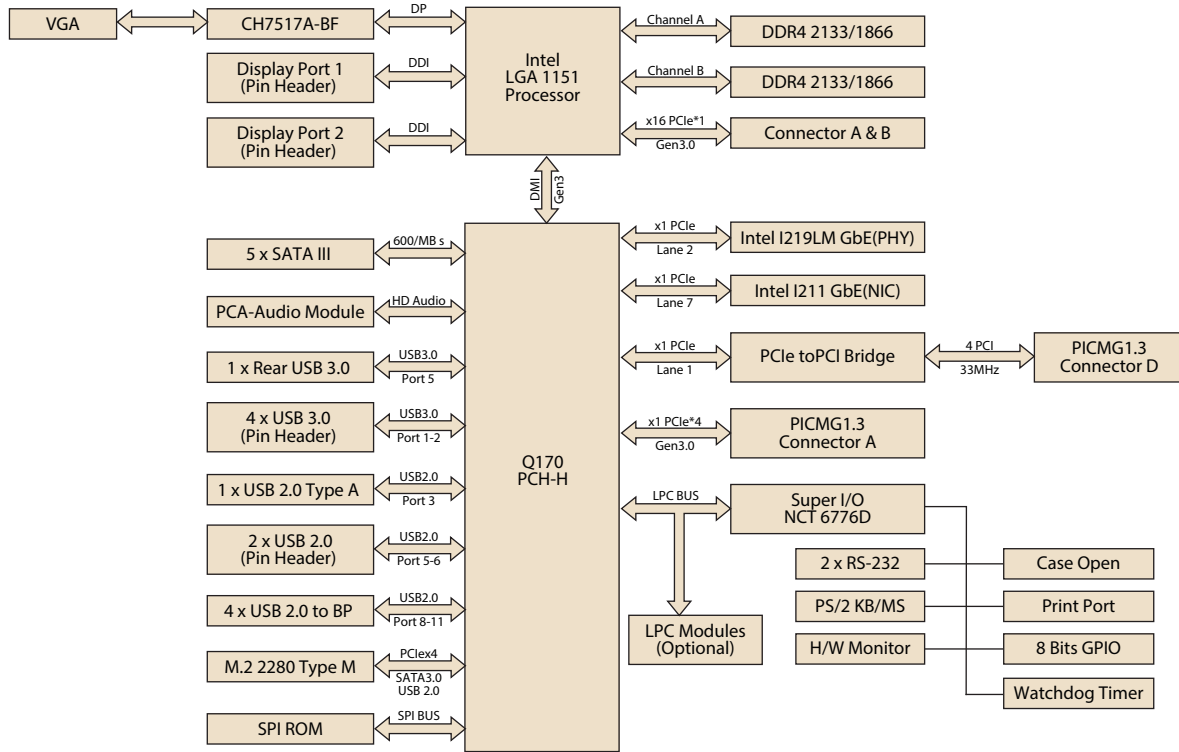 VGA
CH7517A-BF
DP
Display Port 1
(Pin Header)
DDI
Display Port 2
(Pin Header)
DDI
Intel
LGA 1151
Processor
Channel A
DDR4 2133/1866
Channel B
DDR4 2133/1866
x16 PCIe*1
Gen3.0
Connector A & B
DMI
Gen3
5 x SATA III
600/MB s
PCA-Audio Module
HD Audio
1 x Rear USB 3.0
USB3.0
Port 5
4 x USB 3.0
(Pin Header)
USB3.0
Port 1-2
1 x USB 2.0 Type A
USB2.0
Port 3
2 x USB 2.0
(Pin Header)
USB2.0
Port 5-6
4 x USB 2.0 to BP
USB2.0
Port 8-11
M.2 2280 Type M
PCIex4
SATA3.0
USB 2.0
SPI ROM
SPI BUS
Q170
PCH-H
x1 PCIe
Lane 2
Intel I219LM GbE(PHY)
x1 PCIe
Lane 7
Intel I211 GbE(NIC)
x1 PCIe
Lane 1
PCIe toPCI Bridge
4 PCI
33MHz
PICMG1.3
Connector D
x1 PCIe*4
Gen3.0
PICMG1.3
Connector A
LPC BUS
Super I/O
NCT 6776D
LPC Modules
(Optional)
2 x RS-232
Case Open
PS/2 KB/MS
Print Port
H/W Monitor
8 Bits GPIO
Watchdog Timer